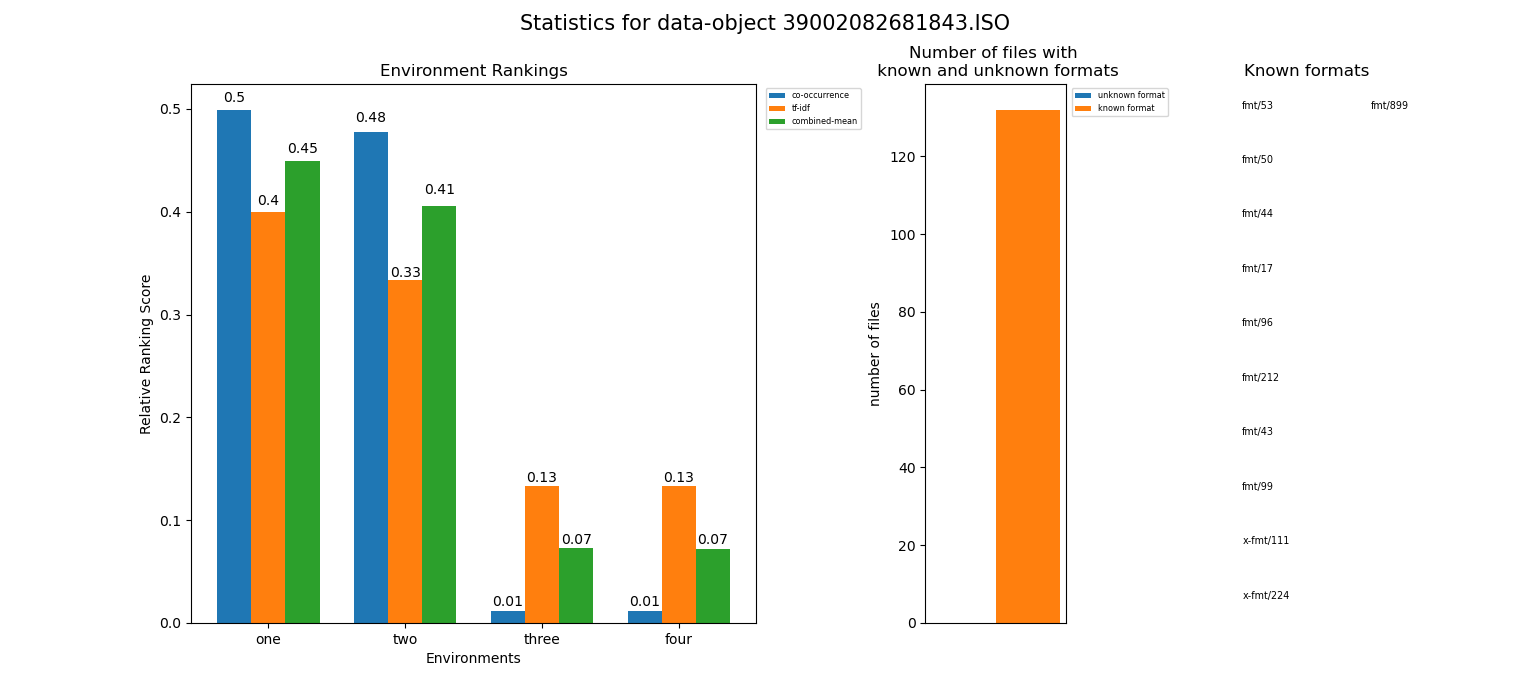 Statistics for data-object 39002082681843.ISO
Environment Rankings
Relative Ranking Score
0.5
0.4
0.3
0.2
0.1
0.0
0.5
0.4
0.45
0.48
0.33
0.41
0.01
0.13
0.07
0.01
0.13
0.07
one
two
three
four
Environments
co-occurrence
tf-idf
combined-mean
Number of files with
known and unknown formats
number of files
120
100
80
60
40
20
0
unknown format
known format
Known formats
fmt/53
fmt/899
fmt/50
fmt/44
fmt/17
fmt/96
fmt/212
fmt/43
fmt/99
x-fmt/111
x-fmt/224